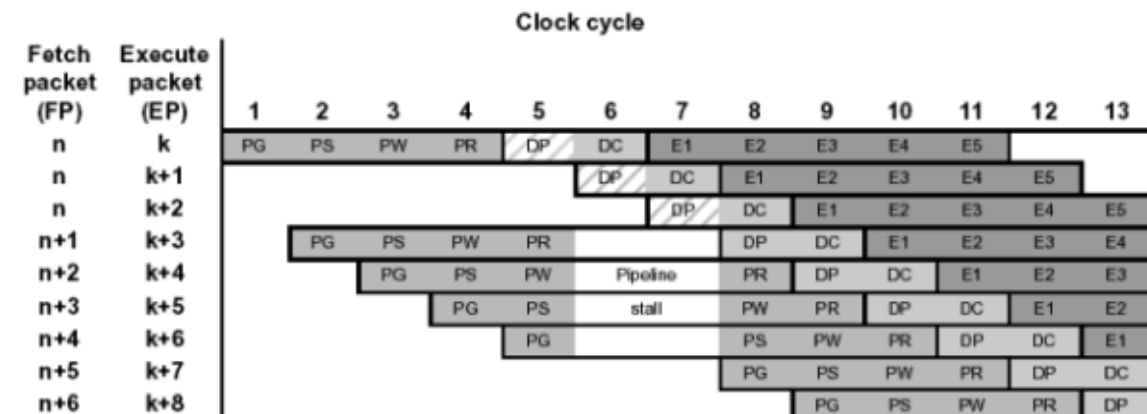 Clock cycle
Fetch Execute
packet packet
(FP) (EP) 1 2 3 4 5 6 7 8 9 10 11 12 13
n k PG PS PW PR DP DC E1 E2 E3 E4 E5
n k+1 DP DC E1 E2 E3 E4 E5
n k+2 DP DC E1 E2 E3 E4 E5
n+1 k+3 PG PS PW PR DP DC E1 E2 E3 E4
n+2 k+4 PG PS PW Pipeline PR DP DC E1 E2 E3
n+3 k+5 PG PS stall PW PR DP DC E1 E2
n+4 k+6 PG PS PW PR DP DC E1
n+5 k+7 PG PS PW PR DP DC
n+6 k+8 PG PS PW PR DP